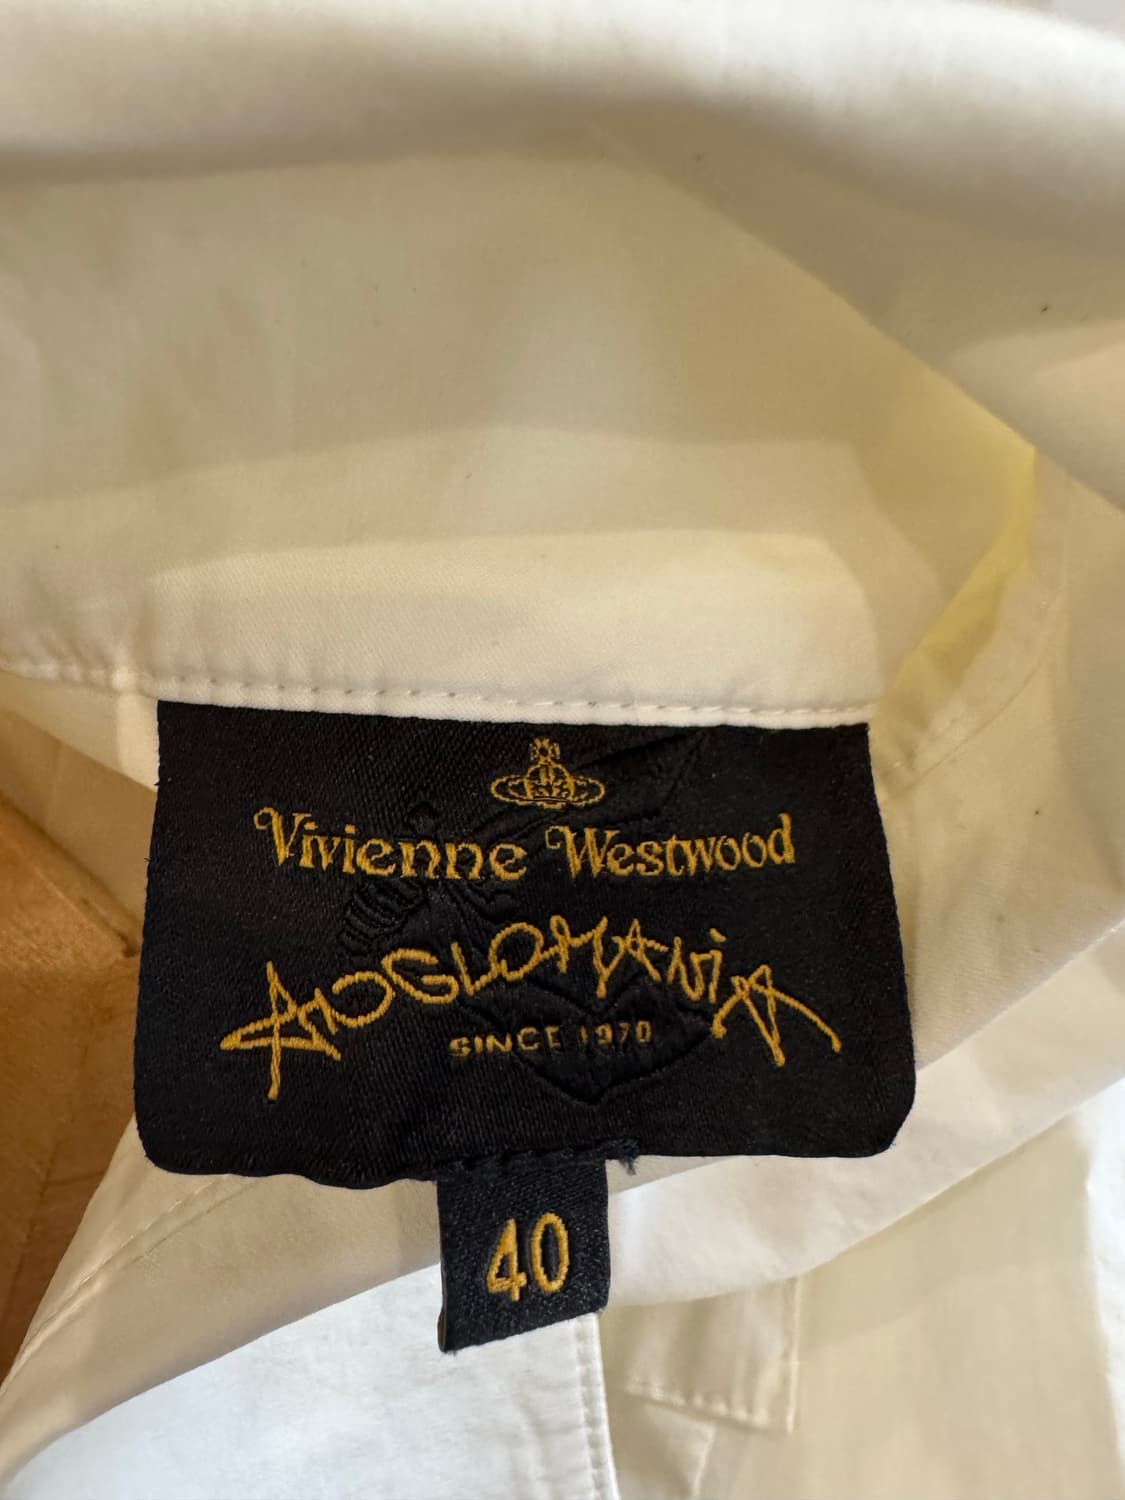 Vivienne Westwood
ANGLOMANIA
SINCE 1970
40